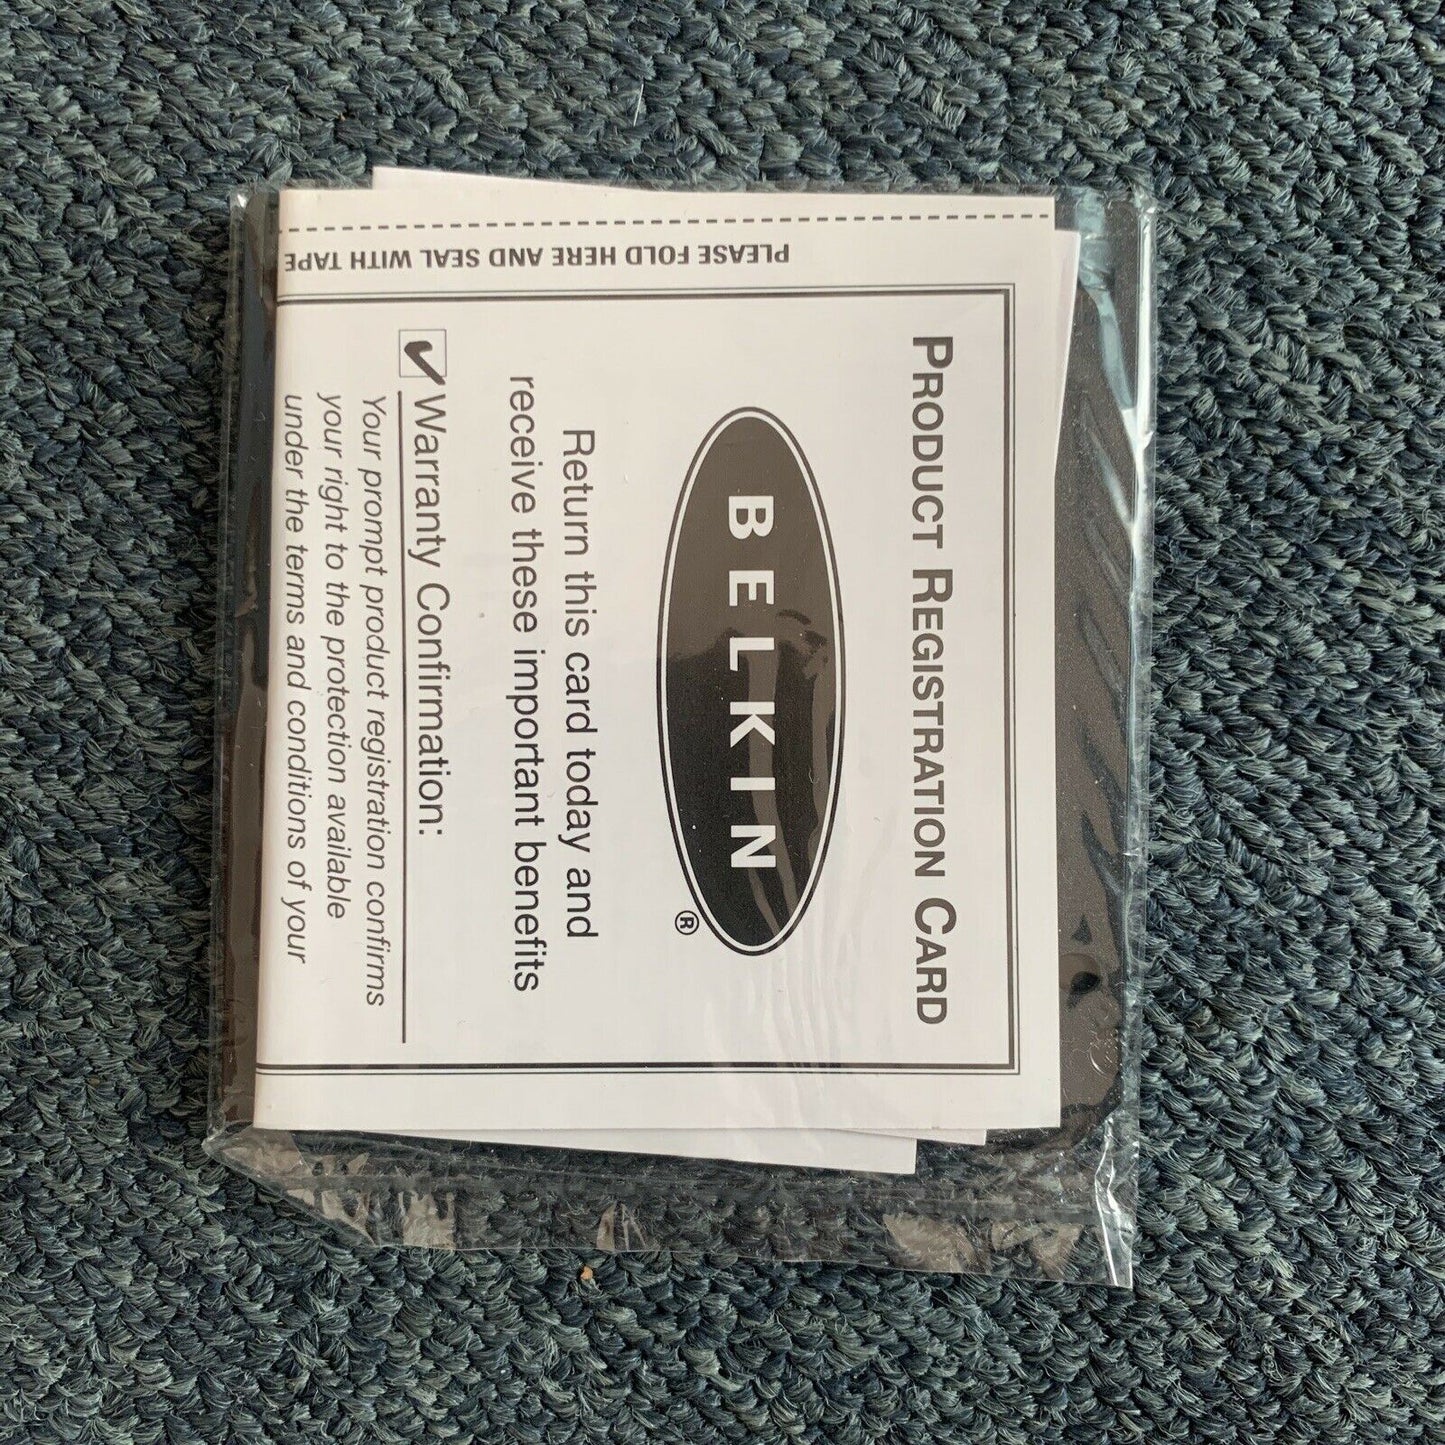 PRODUCT REGISTRATION CARD
BELKIN
®
Return this card today and
receive these important benefits
Warranty Confirmation:
Your prompt product registration confirms
your right to the protection available
under the terms and conditions of your
PLEASE FOLD HERE AND SEAL WITH TAPE